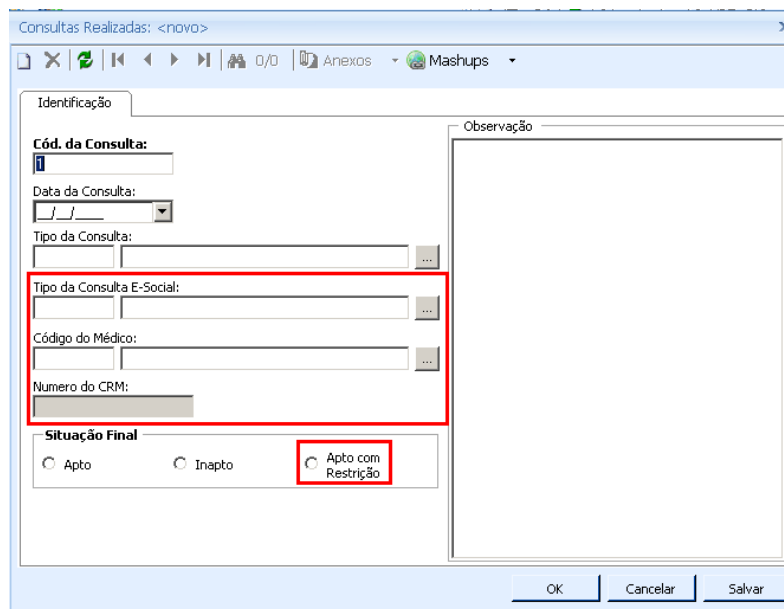 Consultas Realizadas: <novo>
0/0 Anexos Mashups
Identificação
Cód. da Consulta:
1
Data da Consulta:
__/__/____
Tipo da Consulta:
...
Tipo da Consulta E-Social:
...
Código do Médico:
...
Numero do CRM:
Situação Final
Apto
Inapto
Apto com
Restrição
Observação
OK Cancelar Salvar